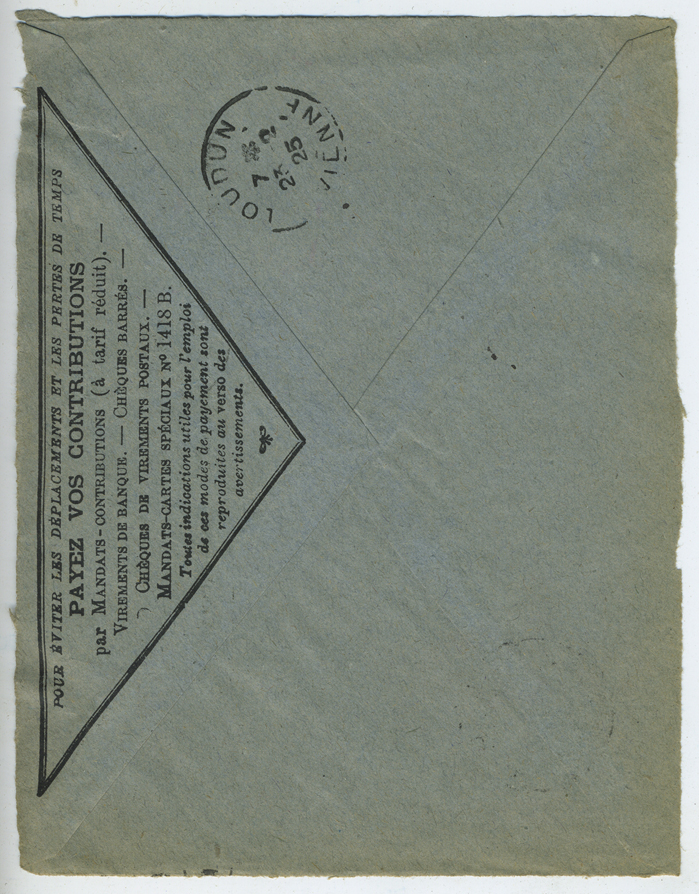 POUR ÉVITER LES DÉPLACEMENTS ET LES PERTES DE TEMPS
PAYEZ VOS CONTRIBUTIONS
par MANDATS-CONTRIBUTIONS (à tarif réduit). —
VIREMENTS DE BANQUE. — CHÈQUES BARRÉS. —
CHÈQUES DE VIREMENTS POSTAUX. —
MANDATS-CARTES SPÉCIAUX Nº 1418 B.
Toutes indications utiles pour l'emploi
de ces modes de payement sont
reproduites au verso des
avertissements.
LOUDUN
7
2
25
VIENNE